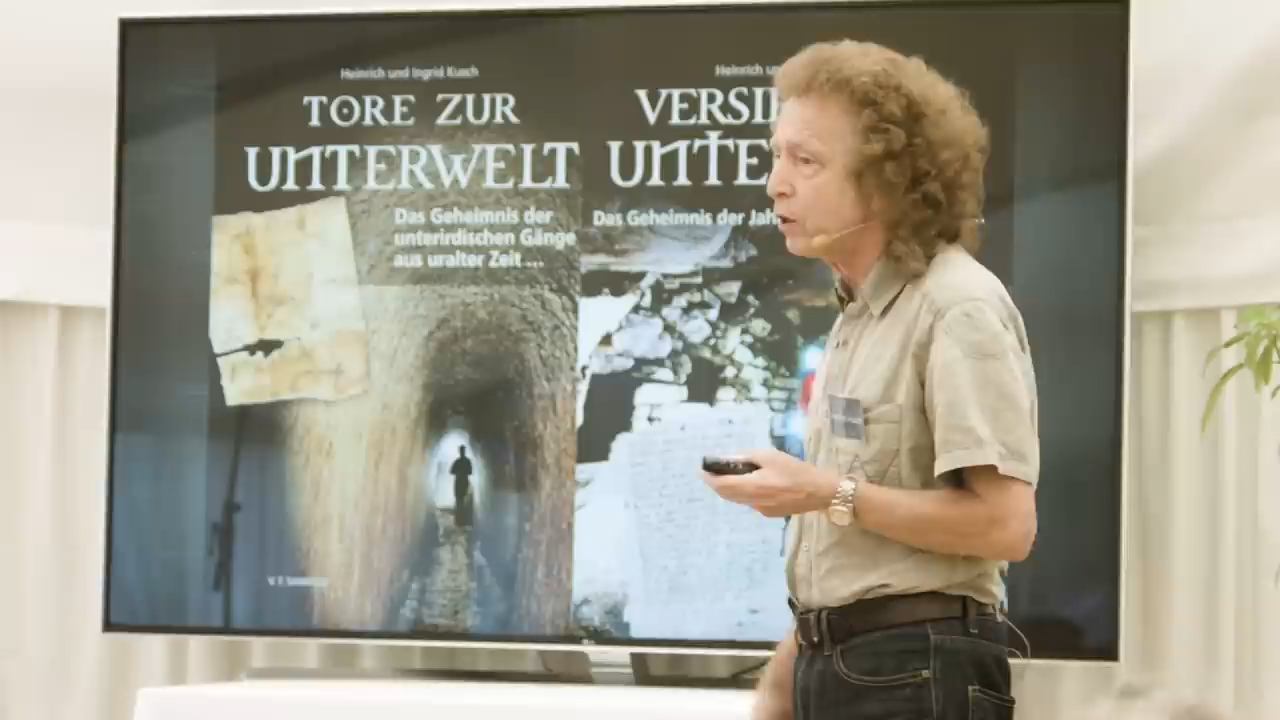 Heinrich und Ingrid Kusch
TORE ZUR
UNTERWELT
Das Geheimnis der
unterirdischen Gänge
aus uralter Zeit ...
Heinrich
VERSI
UNTE
Das Geheimnis der Jah